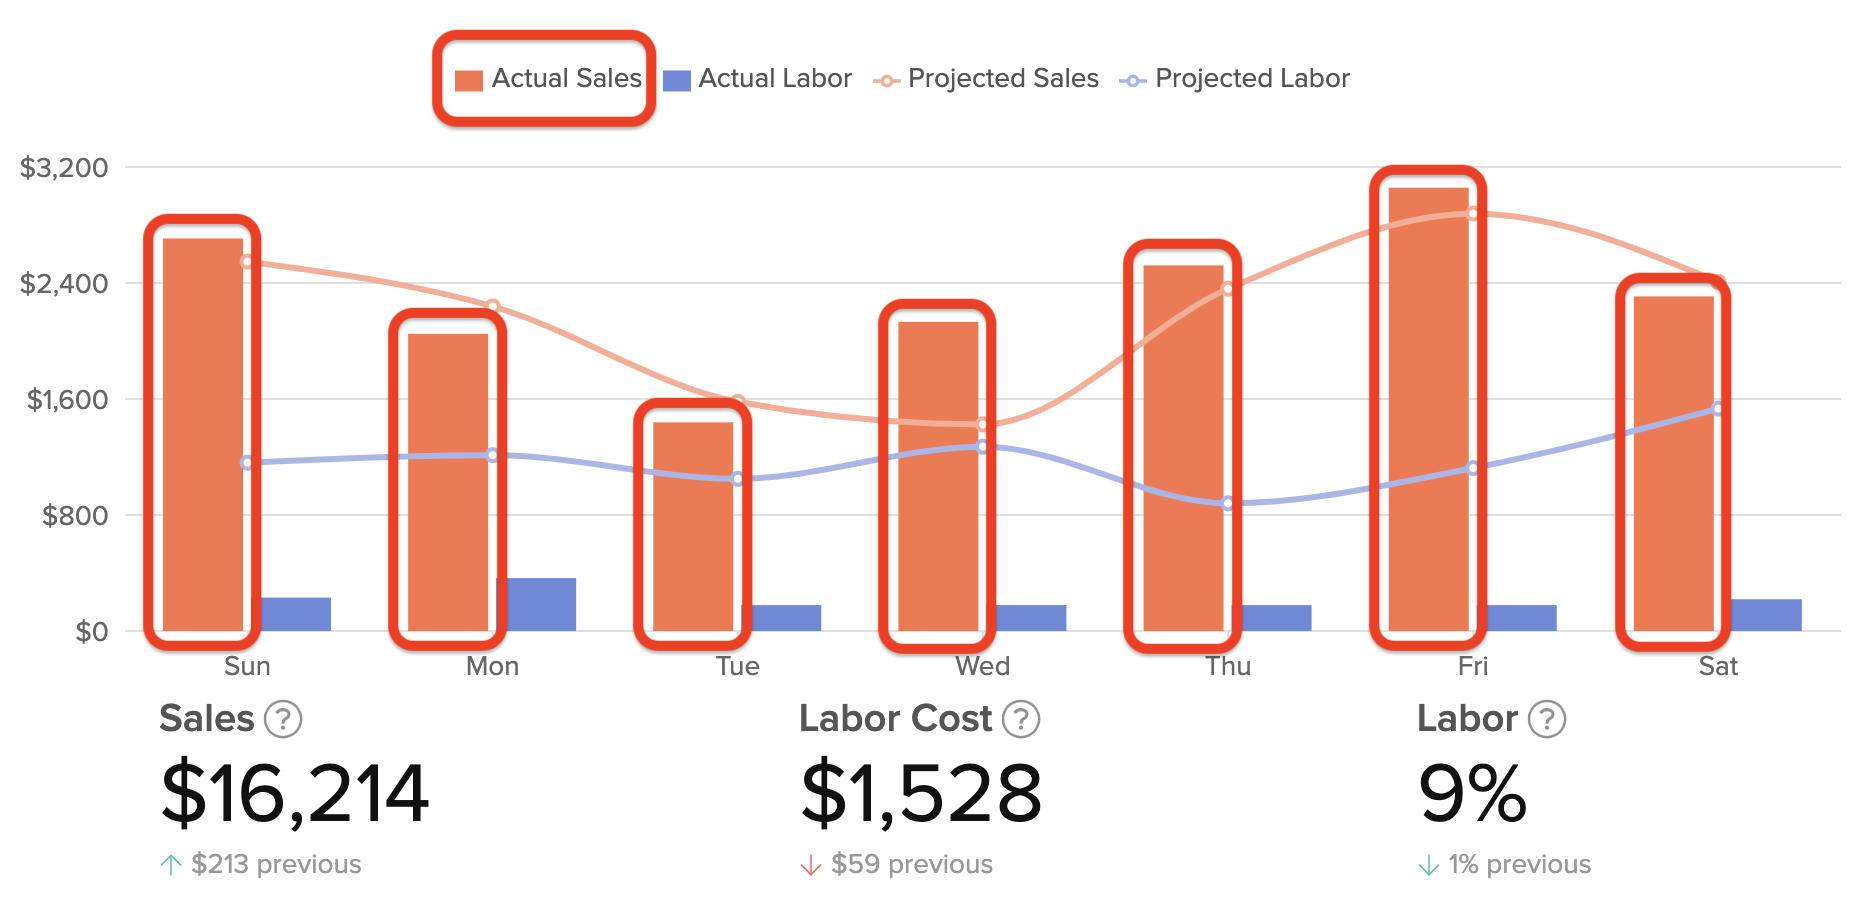 Actual Sales Actual Labor Projected Sales Projected Labor
$3,200
$2,400
$1,600
$800
$0
Sun Mon Tue Wed Thu Fri Sat
Sales ? Labor Cost ? Labor ?
$16,214 $1,528 9%
↑ $213 previous ↓ $59 previous ↓ 1% previous